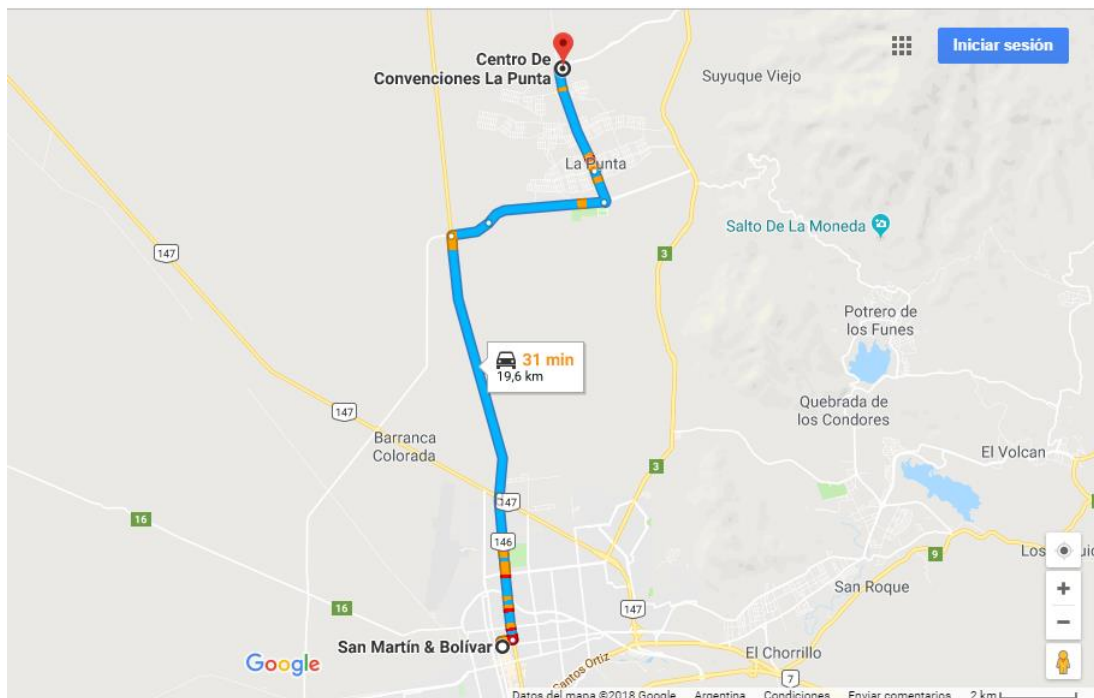 Iniciar sesión
Centro De
Convenciones La Punta
Suyuque Viejo
La Punta
Salto De La Moneda
147
3
Potrero de
los Funes
31 min
19,6 km
Quebrada de
los Condores
147
Barranca
Colorada
El Volcan
3
147
16
146
9
San Roque
16
147
San Martín & Bolívar
El Chorrillo
Google
7
Datos del mapa ©2018 Google Argentina Condiciones Enviar comentarios 2 km